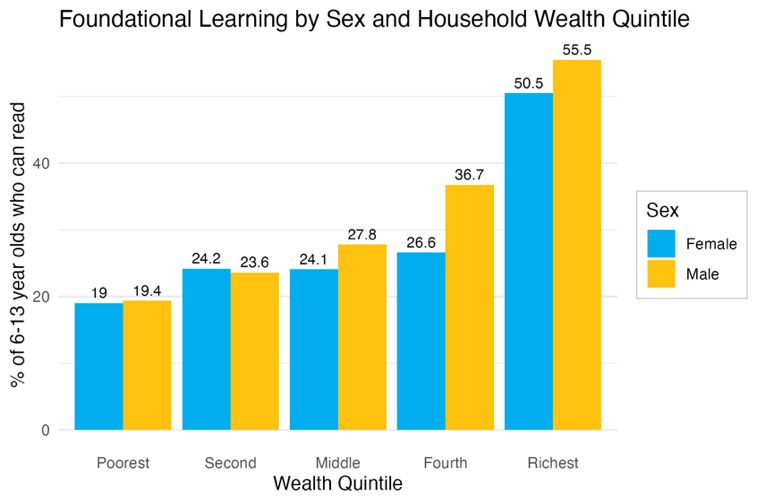 Foundational Learning by Sex and Household Wealth Quintile
% of 6-13 year olds who can read
55.5
50.5
40
36.7
27.8
26.6
24.2
23.6
24.1
19
19.4
20
0
Poorest
Second
Middle
Fourth
Richest
Wealth Quintile
Sex
Female
Male